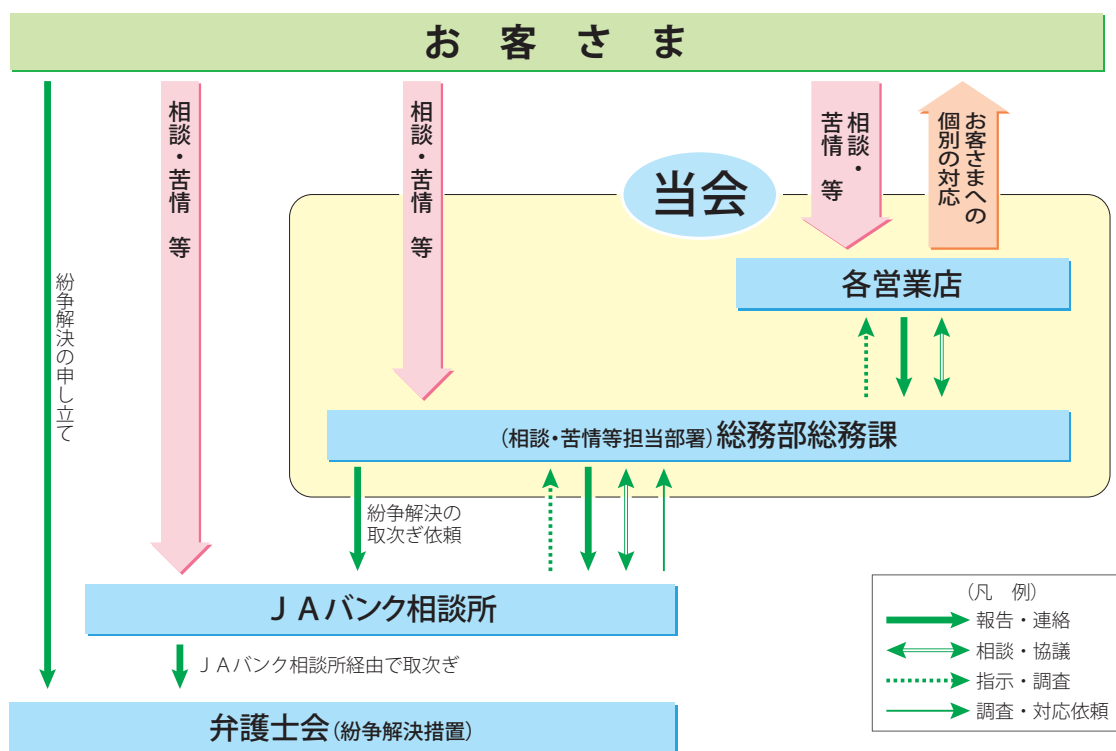 お 客 さ ま
相談・苦情 等
相談・苦情 等
相談・
苦情 等
お客さまへの
個別の対応
当会
各営業店
紛争解決の申し立て
(相談・苦情等担当部署)総務部総務課
紛争解決の
取次ぎ依頼
ＪＡバンク相談所
ＪＡバンク相談所経由で取次ぎ
弁護士会(紛争解決措置)
(凡 例)
報告・連絡
相談・協議
指示・調査
調査・対応依頼